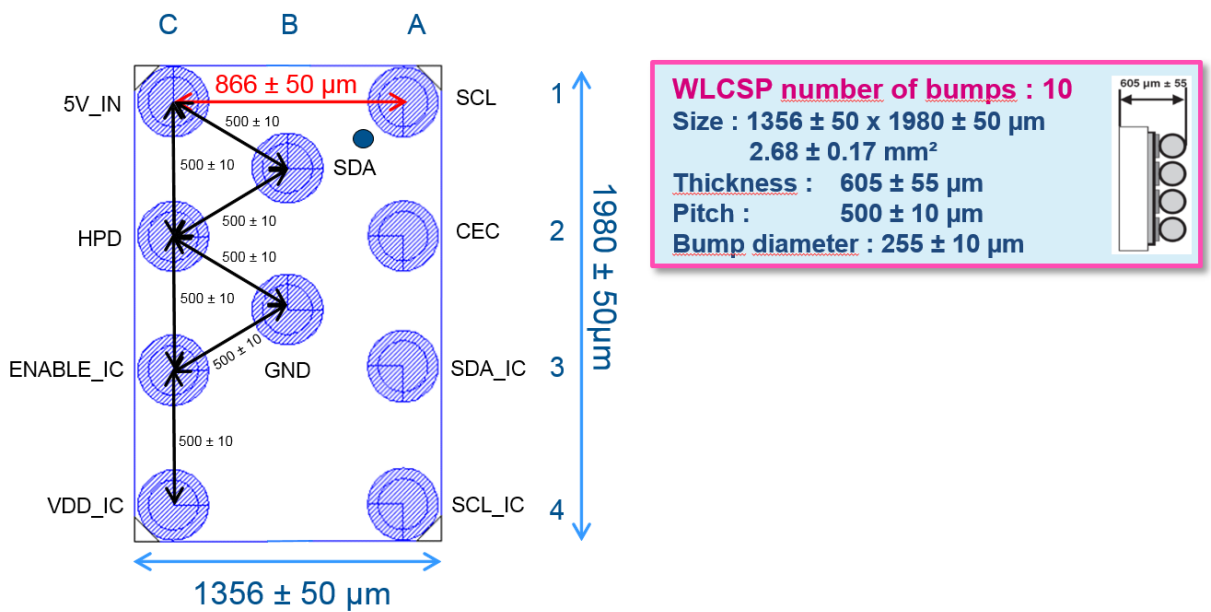 C B A
5V_IN
866 ± 50 µm
SCL
1
500 ± 10
500 ± 10
SDA
500 ± 10
HPD
CEC
2
500 ± 10
500 ± 10
ENABLE_IC
500 ± 10
GND
SDA_IC
3
500 ± 10
VDD_IC
SCL_IC
4
1980 ± 50µm
1356 ± 50 µm
WLCSP number of bumps : 10
Size : 1356 ± 50 x 1980 ± 50 µm
2.68 ± 0.17 mm²
Thickness : 605 ± 55 µm
Pitch : 500 ± 10 µm
Bump diameter : 255 ± 10 µm
605 µm ± 55